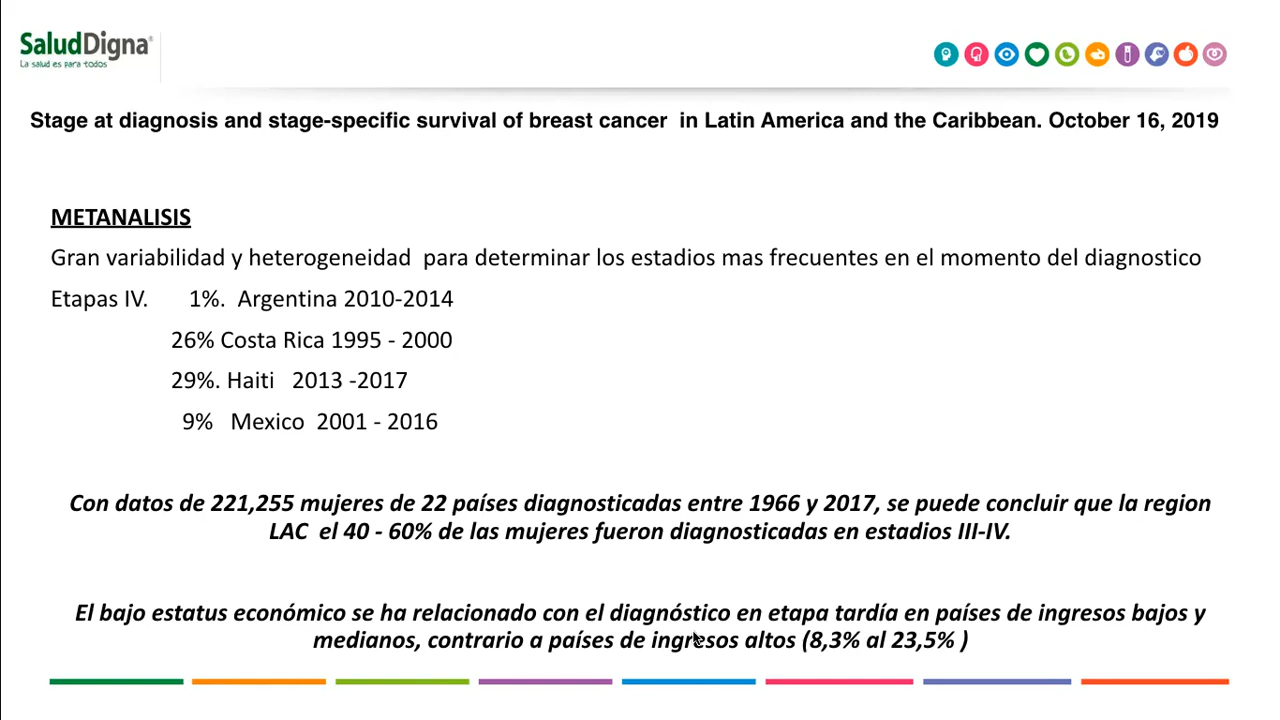 SaludDigna®
La salud es para todos
Stage at diagnosis and stage-specific survival of breast cancer in Latin America and the Caribbean. October 16, 2019
METANALISIS
Gran variabilidad y heterogeneidad para determinar los estadios mas frecuentes en el momento del diagnostico
Etapas IV. 1%. Argentina 2010-2014
26% Costa Rica 1995 - 2000
29%. Haiti 2013 -2017
9% Mexico 2001 - 2016
Con datos de 221,255 mujeres de 22 países diagnosticadas entre 1966 y 2017, se puede concluir que la region
LAC el 40 - 60% de las mujeres fueron diagnosticadas en estadios III-IV.
El bajo estatus económico se ha relacionado con el diagnóstico en etapa tardía en países de ingresos bajos y
medianos, contrario a países de ingresos altos (8,3% al 23,5% )